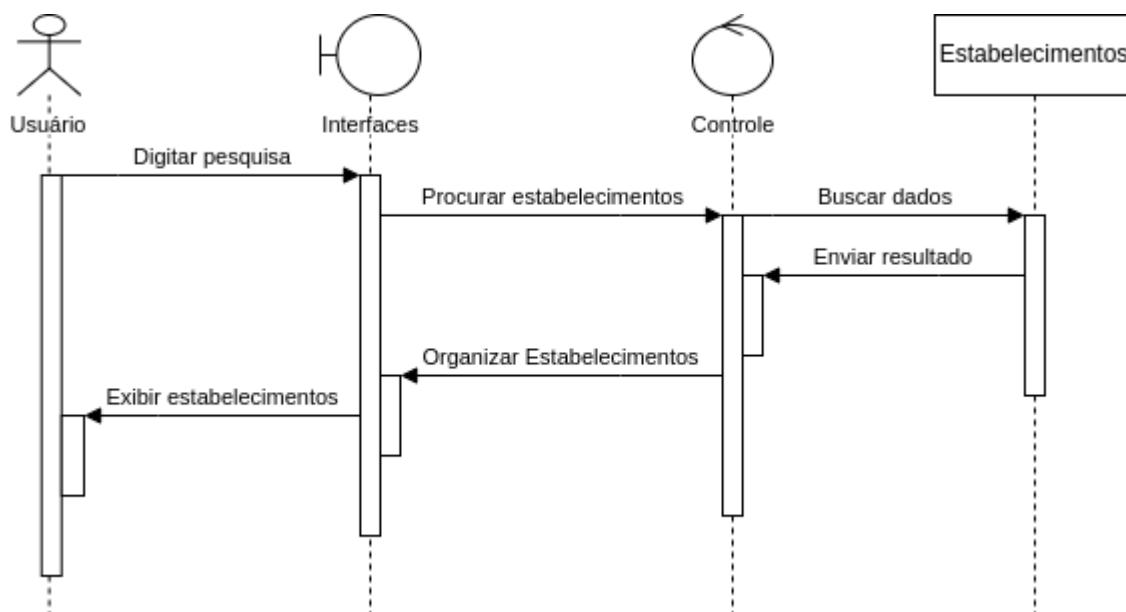 Estabelecimentos
Usuário
Interfaces
Controle
Digitar pesquisa
Procurar estabelecimentos
Buscar dados
Enviar resultado
Organizar Estabelecimentos
Exibir estabelecimentos